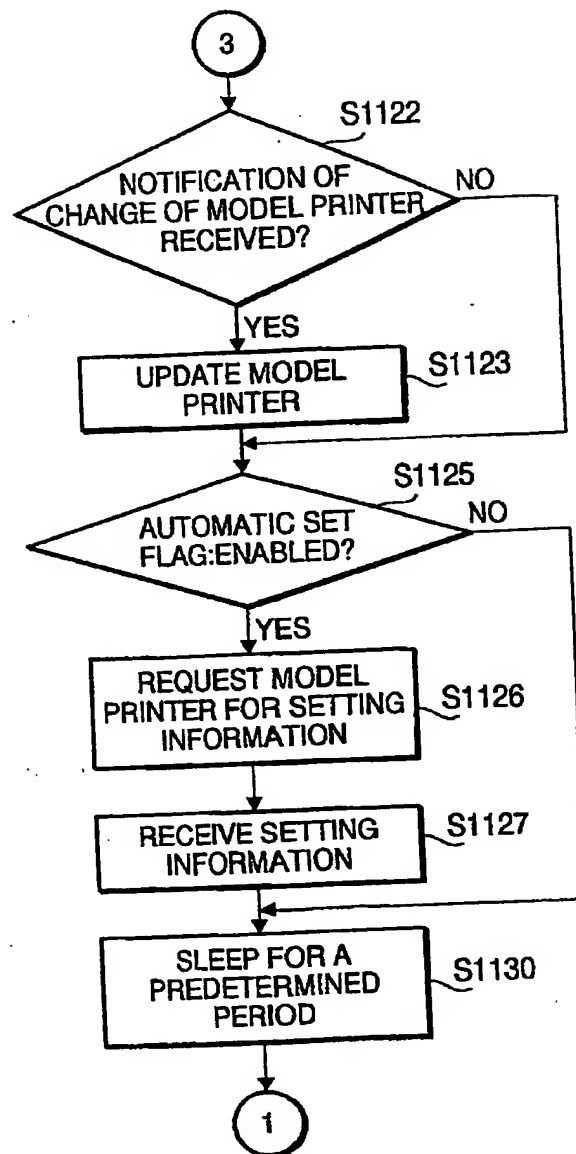 3
S1122
NOTIFICATION OF
CHANGE OF MODEL PRINTER
RECEIVED?
NO
YES
UPDATE MODEL
PRINTER
S1123
S1125
AUTOMATIC SET
FLAG:ENABLED?
NO
YES
REQUEST MODEL
PRINTER FOR SETTING
INFORMATION
S1126
RECEIVE SETTING
INFORMATION
S1127
SLEEP FOR A
PREDETERMINED
PERIOD
S1130
1